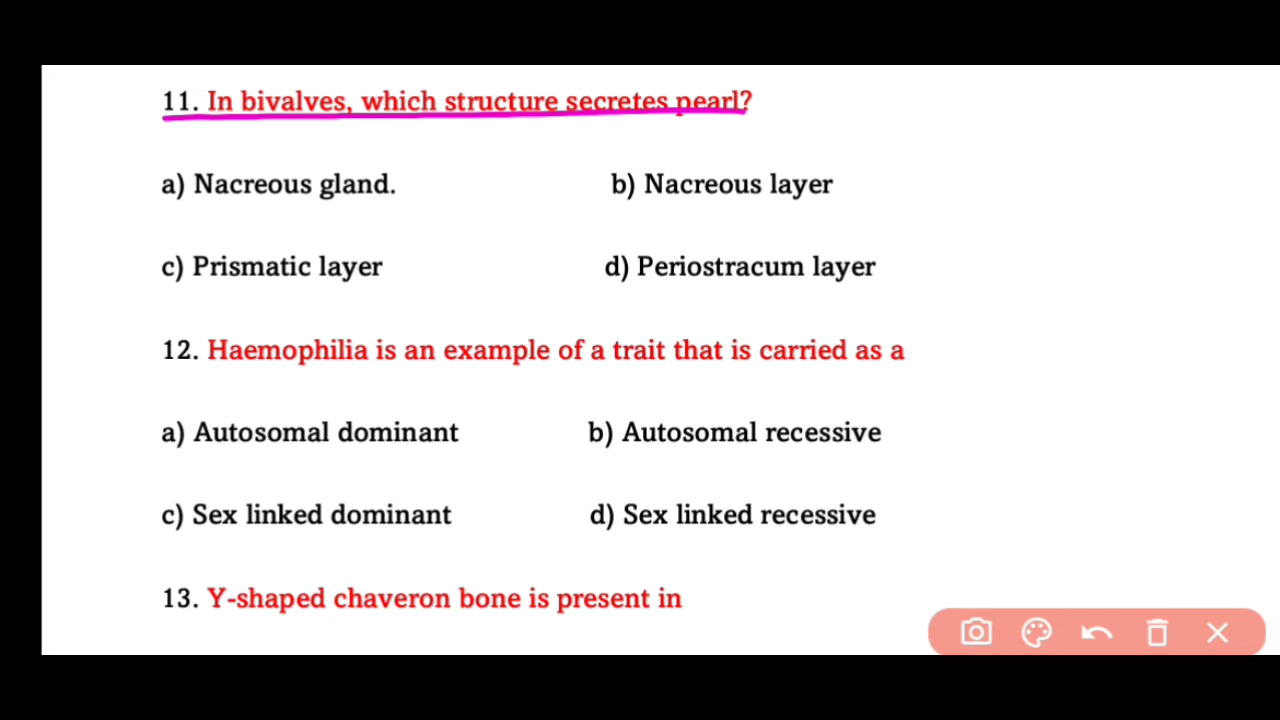 11. In bivalves, which structure secretes pearl?
a) Nacreous gland. b) Nacreous layer
c) Prismatic layer d) Periostracum layer
12. Haemophilia is an example of a trait that is carried as a
a) Autosomal dominant b) Autosomal recessive
c) Sex linked dominant d) Sex linked recessive
13. Y-shaped chaveron bone is present in